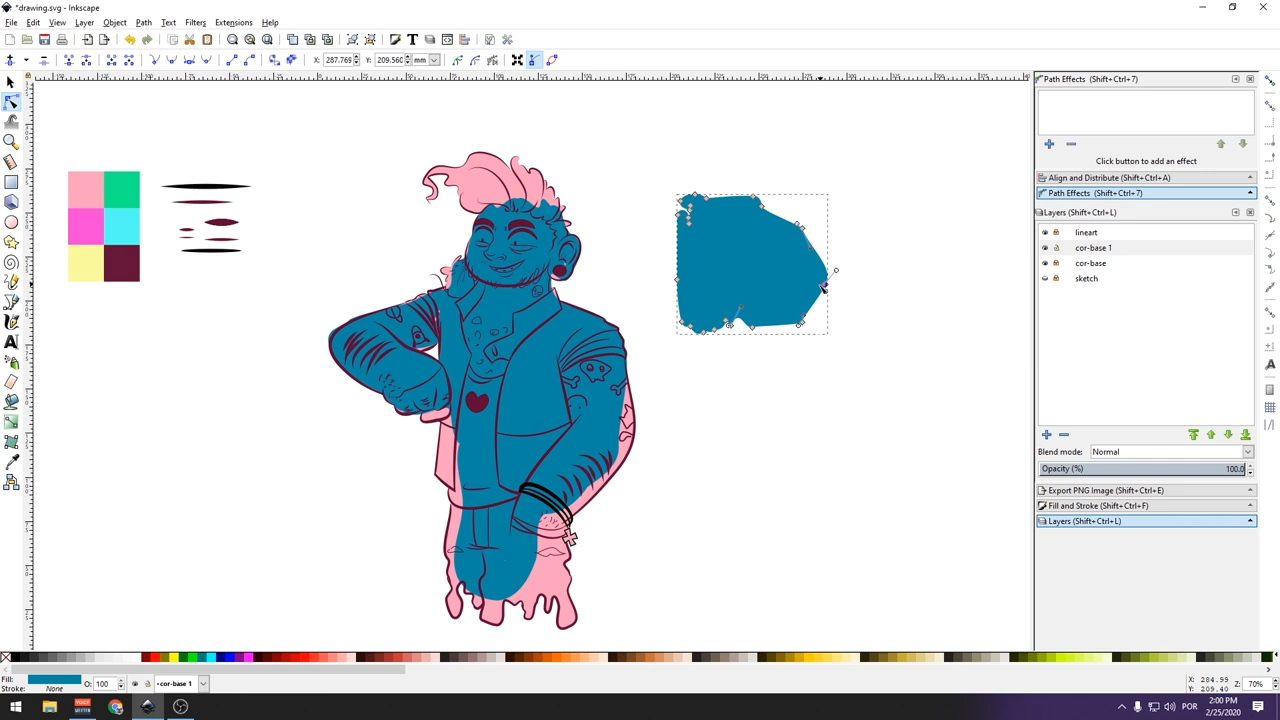 *drawing.svg - Inkscape
File Edit View Layer Object Path Text Filters Extensions Help
X: 287.769 Y: 209.560 mm
Path Effects (Shift+Ctrl+7)
Click button to add an effect
Align and Distribute (Shift+Ctrl+A)
Path Effects (Shift+Ctrl+7)
Layers (Shift+Ctrl+L)
lineart
cor-base 1
cor-base
sketch
Blend mode: Normal
Opacity (%) 100.0
Export PNG Image (Shift+Ctrl+E)
Fill and Stroke (Shift+Ctrl+F)
Layers (Shift+Ctrl+L)
Fill:
Stroke: None
O: 100
•cor-base 1
X: 284.99
Y: 209.40
Z: 70%
POR
2:00 PM
2/25/2020